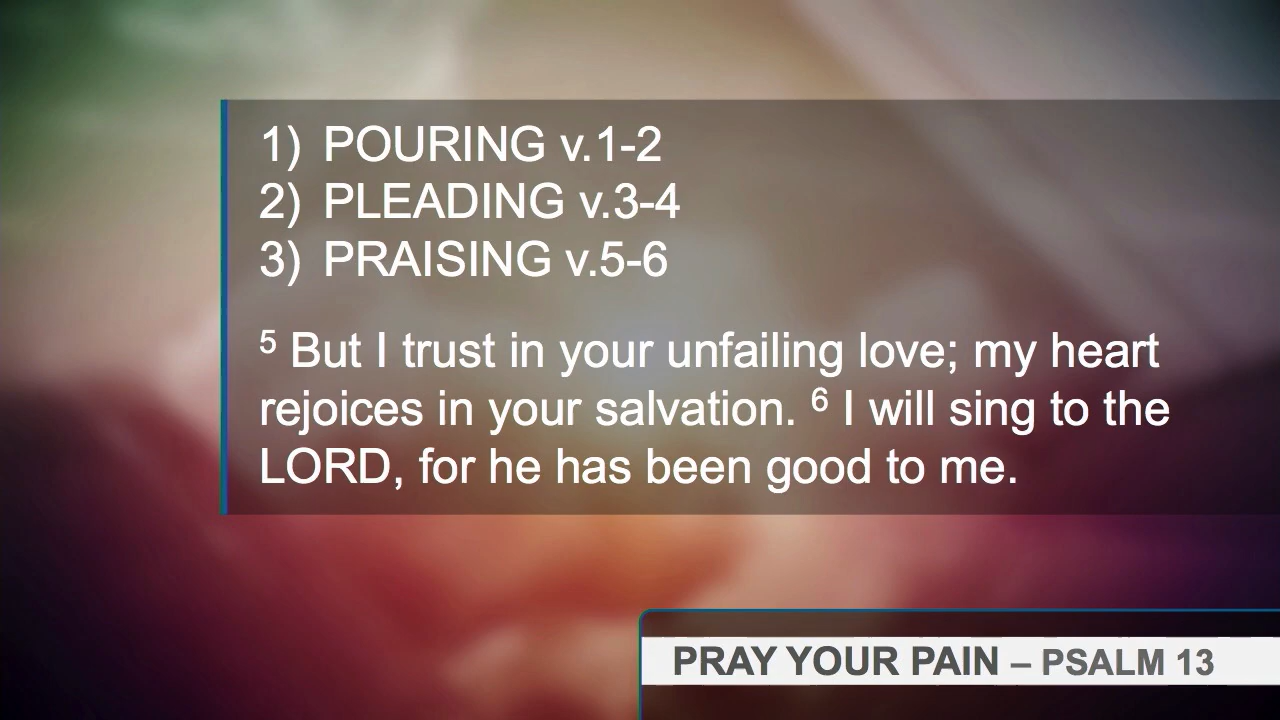 1) POURING v.1-2
2) PLEADING v.3-4
3) PRAISING v.5-6
5 But I trust in your unfailing love; my heart
rejoices in your salvation. 6 I will sing to the
LORD, for he has been good to me.
PRAY YOUR PAIN – PSALM 13